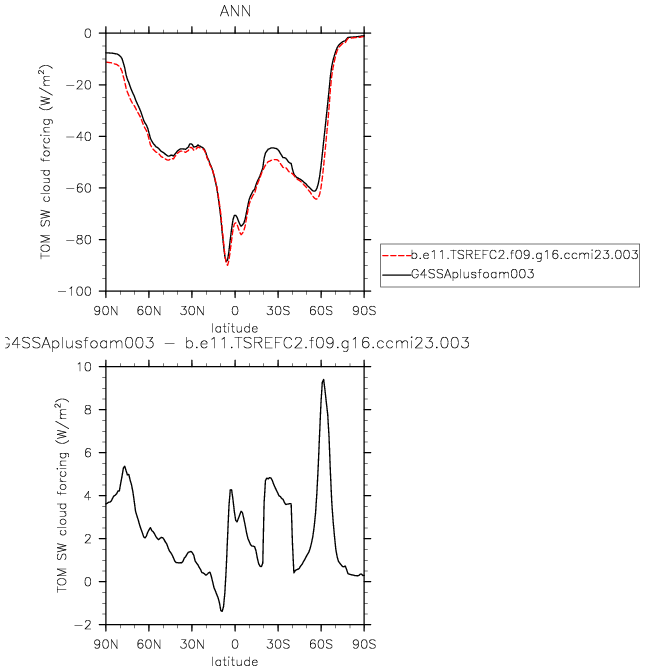 ANN
TOM SW cloud forcing (W/m²)
0
−20
−40
−60
−80
−100
90N 60N 30N 0 30S 60S 90S
latitude
b.e11.TSREFC2.f09.g16.ccmi23.003
G4SSAplusfoam003
G4SSAplusfoam003 − b.e11.TSREFC2.f09.g16.ccmi23.003
TOM SW cloud forcing (W/m²)
10
8
6
4
2
0
−2
90N 60N 30N 0 30S 60S 90S
latitude